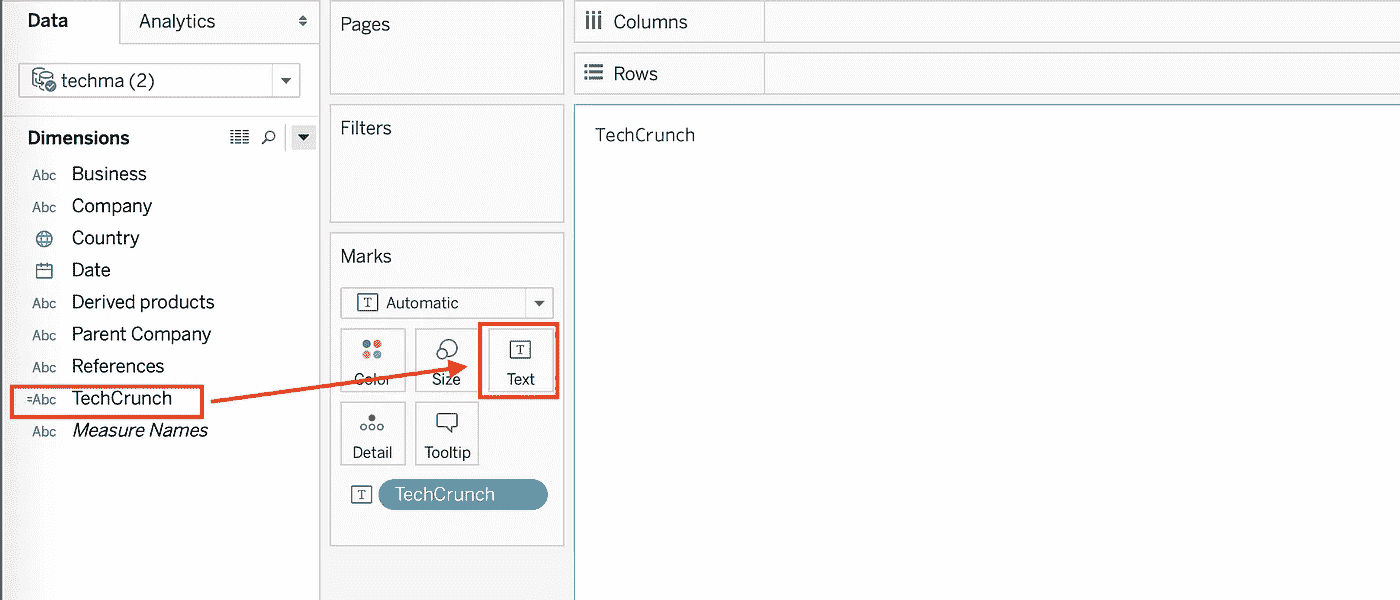 Data
Analytics
techma (2)
Dimensions
Abc Business
Abc Company
Country
Date
Abc Derived products
Abc Parent Company
Abc References
=Abc TechCrunch
Abc Measure Names
Pages
Filters
Marks
T Automatic
Color
Size
T Text
Detail
Tooltip
T TechCrunch
Columns
Rows
TechCrunch